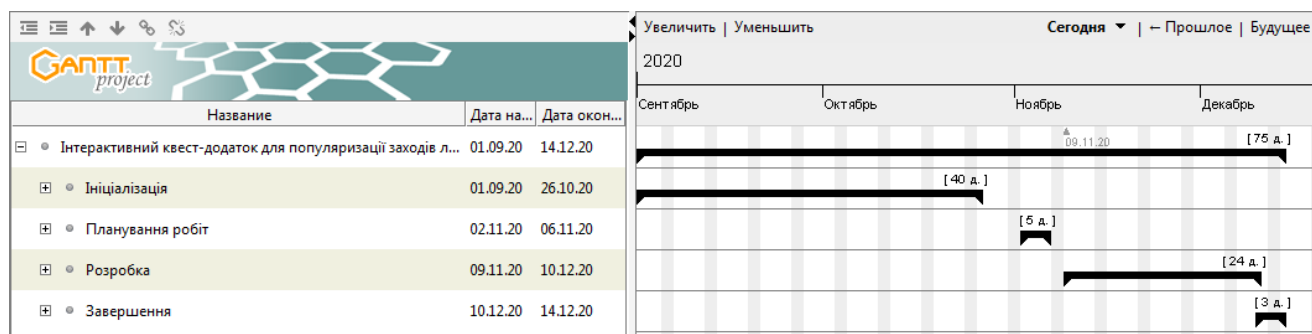 Увеличить | Уменьшить
Сегодня ▼ | ← Прошлое | Будущее
GANTT
project
2020
Сентябрь Октябрь Ноябрь Декабрь
Название Дата на... Дата окон...
09.11.20
Інтерактивний квест-додаток для популяризації заходів л... 01.09.20 14.12.20 [75 д.]
Ініціалізація 01.09.20 26.10.20 [40 д.]
Планування робіт 02.11.20 06.11.20 [5 д.]
Розробка 09.11.20 10.12.20 [24 д.]
Завершення 10.12.20 14.12.20 [3 д.]